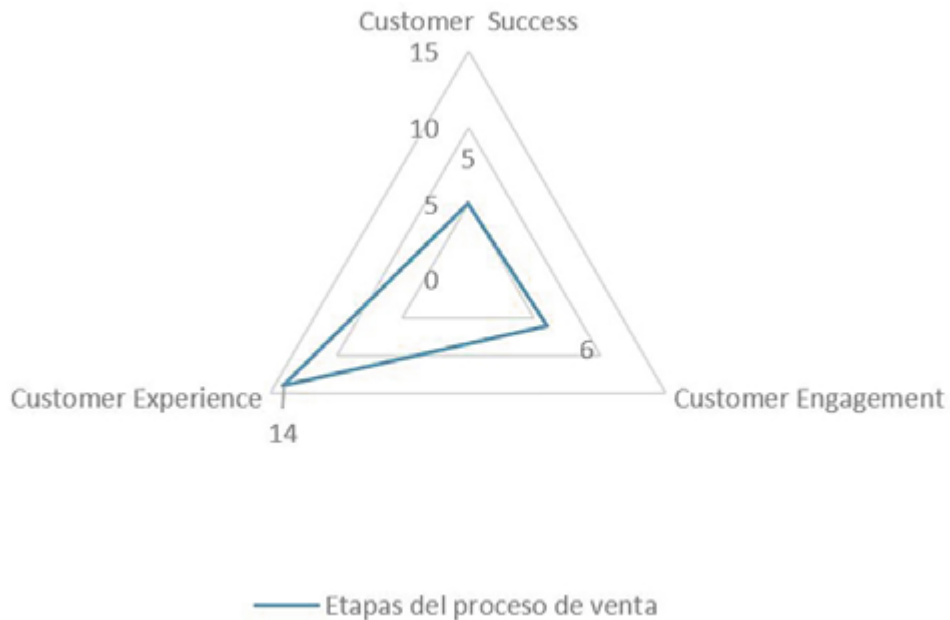 Customer Success
15
10
5
5
0
6
Customer Experience
Customer Engagement
14
Etapas del proceso de venta